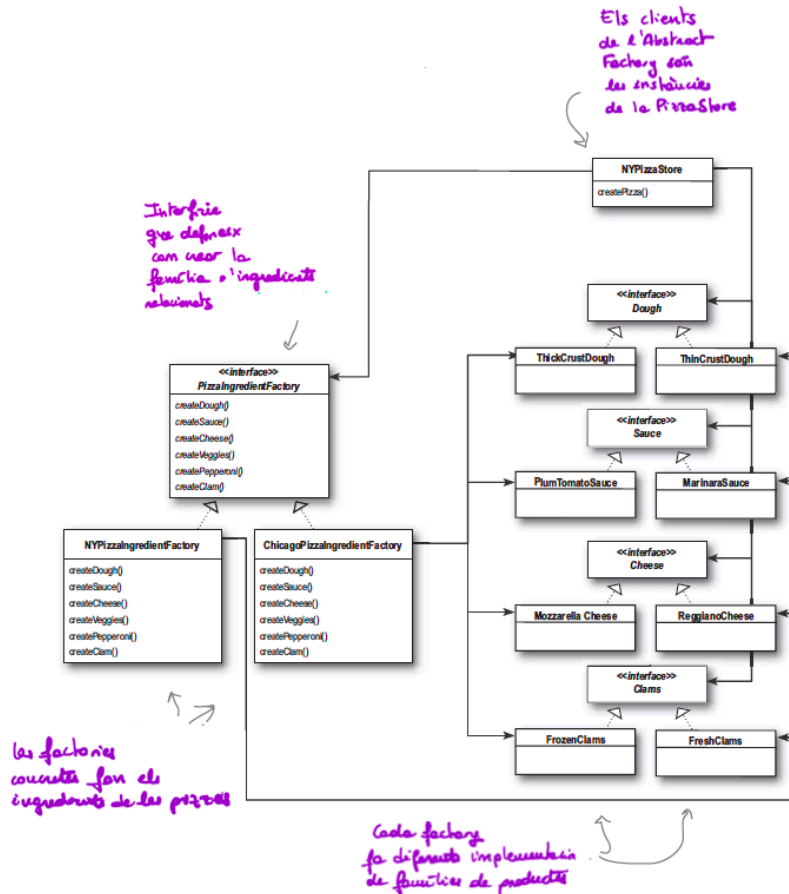 Els clients
de l'Abstract
Factory són
les instàncies
de la PizzaStore
NYPizzaStore
createPizza()
Interfície
que defineix
com crear la
família d'ingredients
relacionats
<<interface>>
Dough
ThickCrustDough
ThinCrustDough
<<interface>>
PizzaIngredientFactory
createDough()
createSauce()
createCheese()
createVeggies()
createPepperoni()
createClam()
<<interface>>
Sauce
PlumTomatoSauce
MarinaraSauce
NYPizzaIngredientFactory
createDough()
createSauce()
createCheese()
createVeggies()
createPepperoni()
createClam()
ChicagoPizzaIngredientFactory
createDough()
createSauce()
createCheese()
createVeggies()
createPepperoni()
createClam()
<<interface>>
Cheese
Mozzarella Cheese
ReggianoCheese
<<interface>>
Clams
FrozenClams
FreshClams
les factories
concretes fan els
ingredients de les pizzes
Cada factory
fa diferents implementacions
de famílies de productes